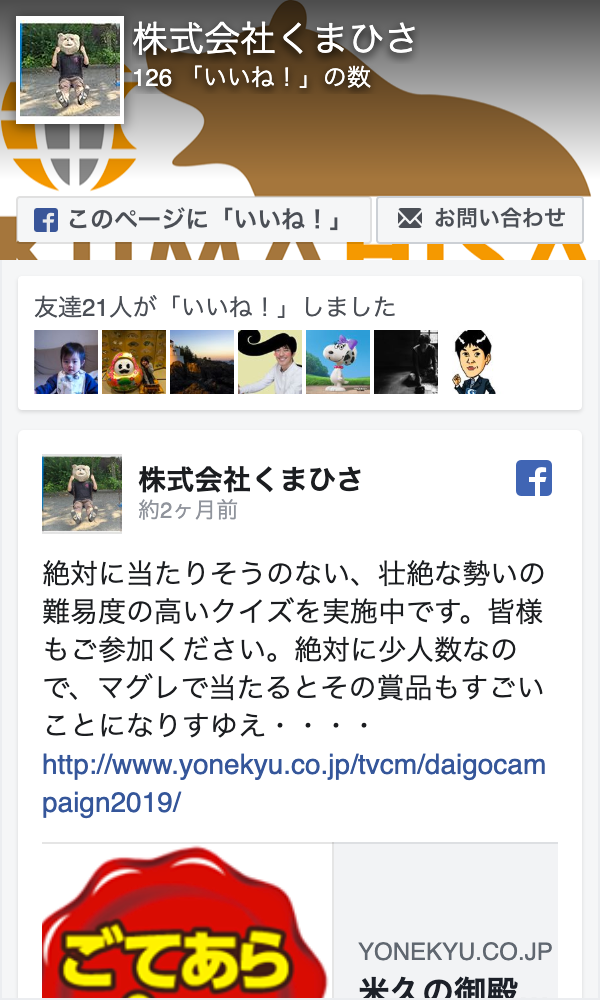 株式会社くまひさ
126 「いいね！」の数
このページに「いいね！」
お問い合わせ
友達21人が「いいね！」しました
株式会社くまひさ
約2ヶ月前
絶対に当たりそうのない、壮絶な勢いの
難易度の高いクイズを実施中です。皆様
もご参加ください。絶対に少人数なの
で、マグレで当たるとその賞品もすごい
ことになりすゆえ・・・・
http://www.yonekyu.co.jp/tvcm/daigocam
paign2019/
ごてあら
YONEKYU.CO.JP
米久の御殿